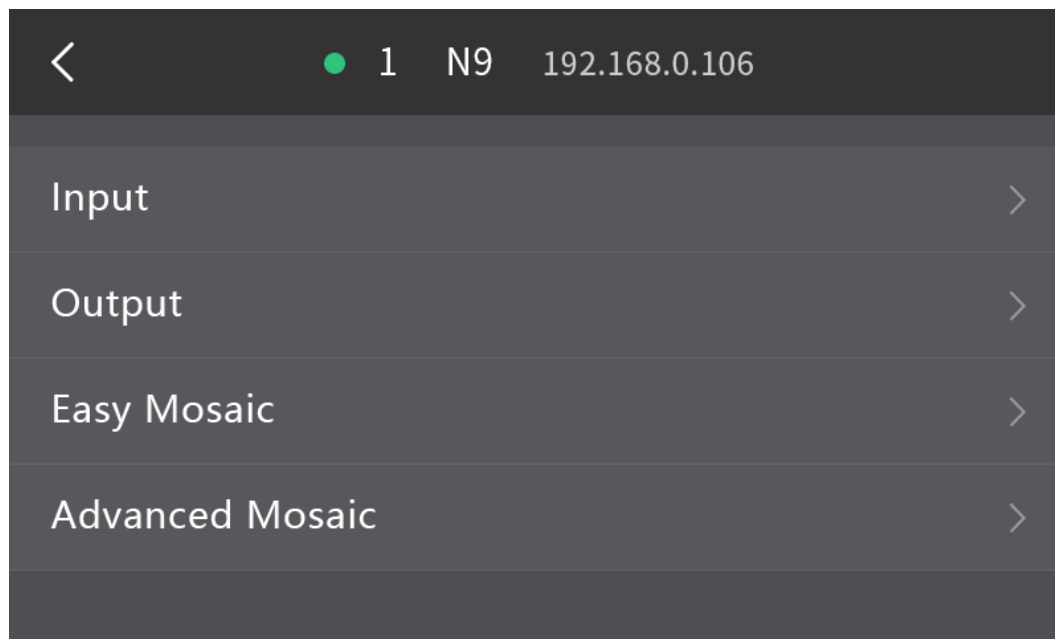 1 N9 192.168.0.106
Input
Output
Easy Mosaic
Advanced Mosaic